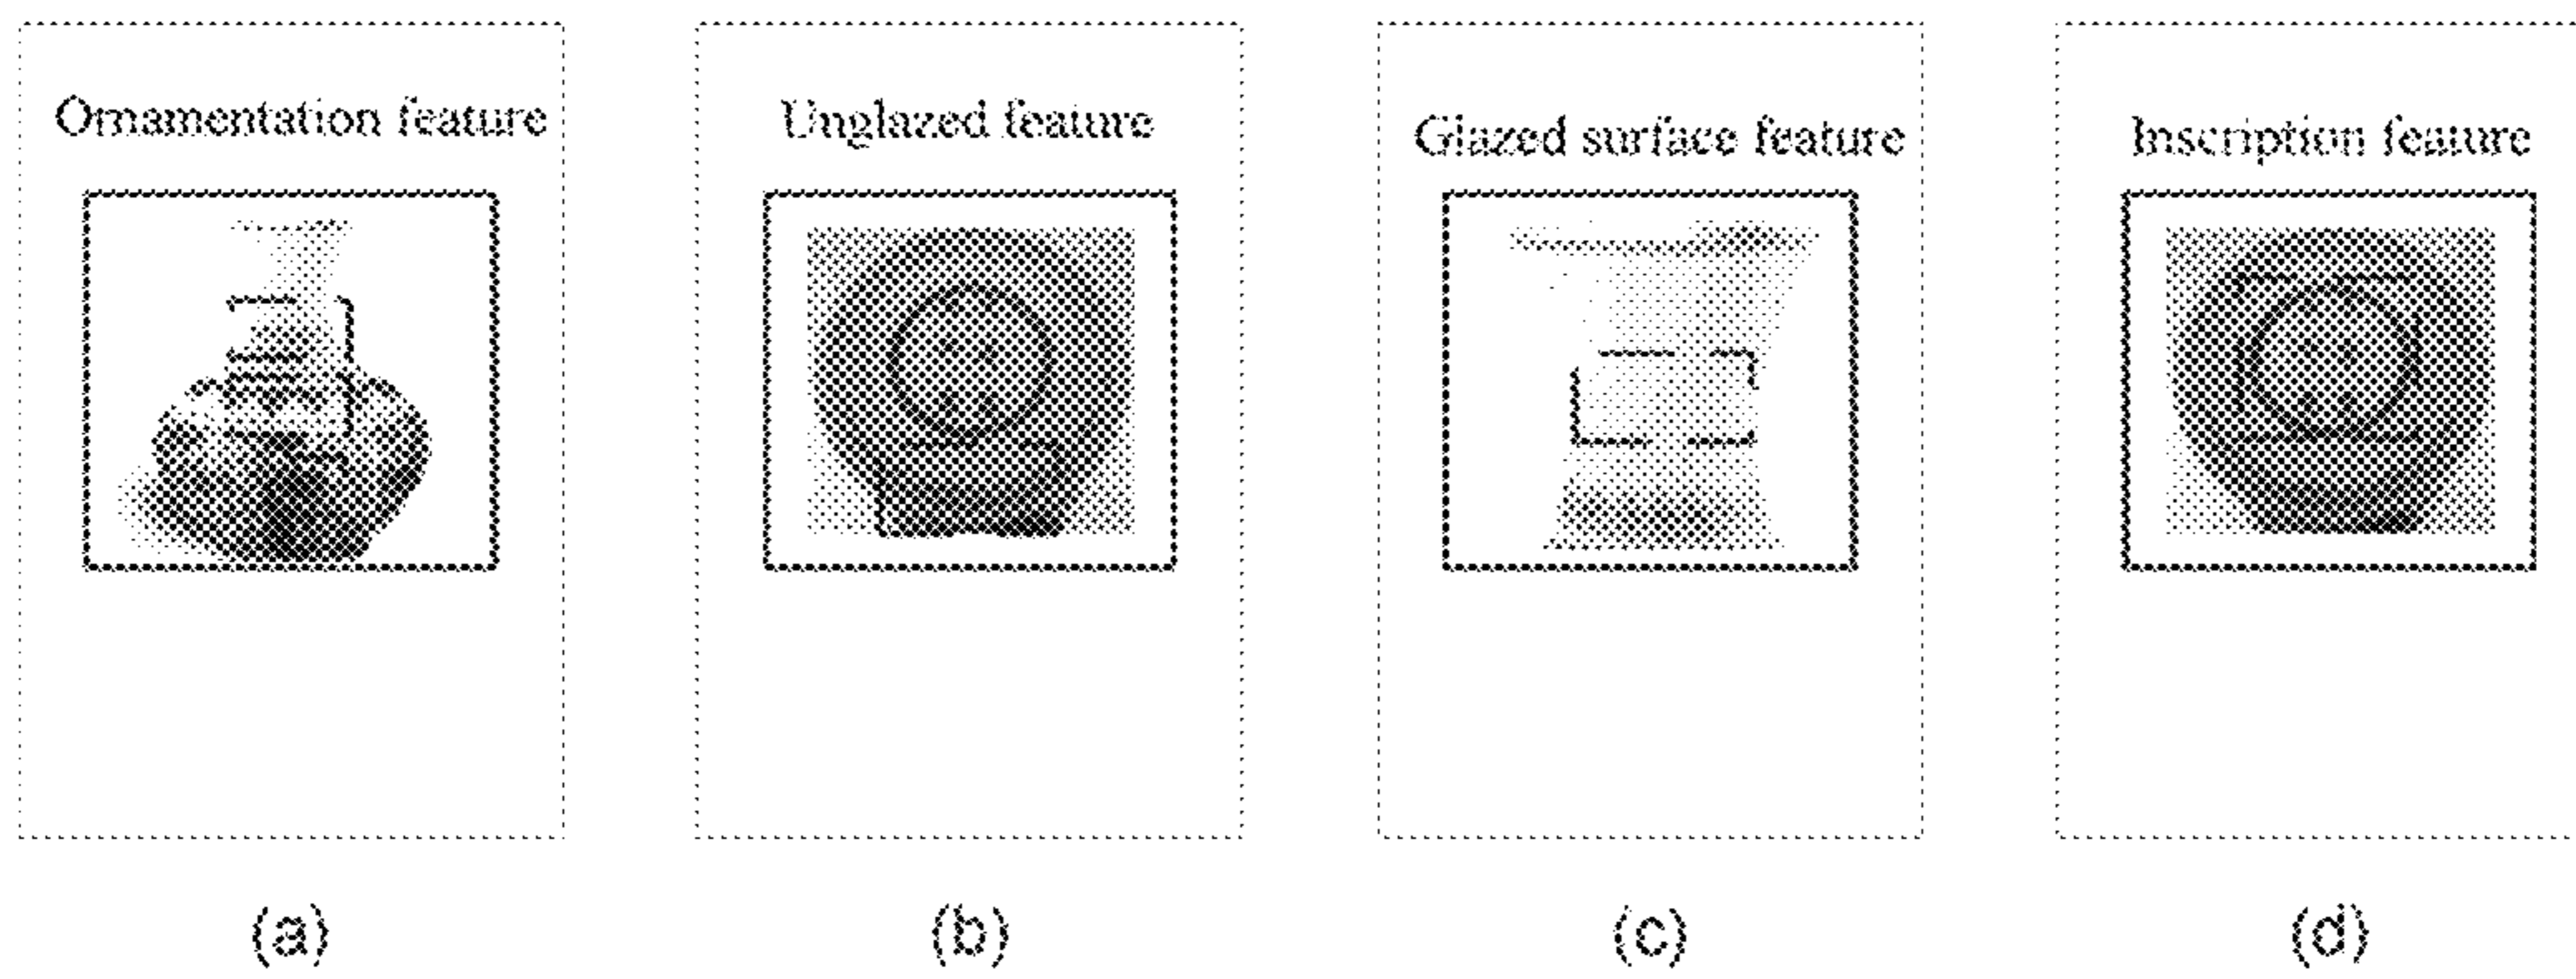 Ornamentation feature
Unglazed feature
Glazed surface feature
Inscription feature
(a)
(b)
(c)
(d)